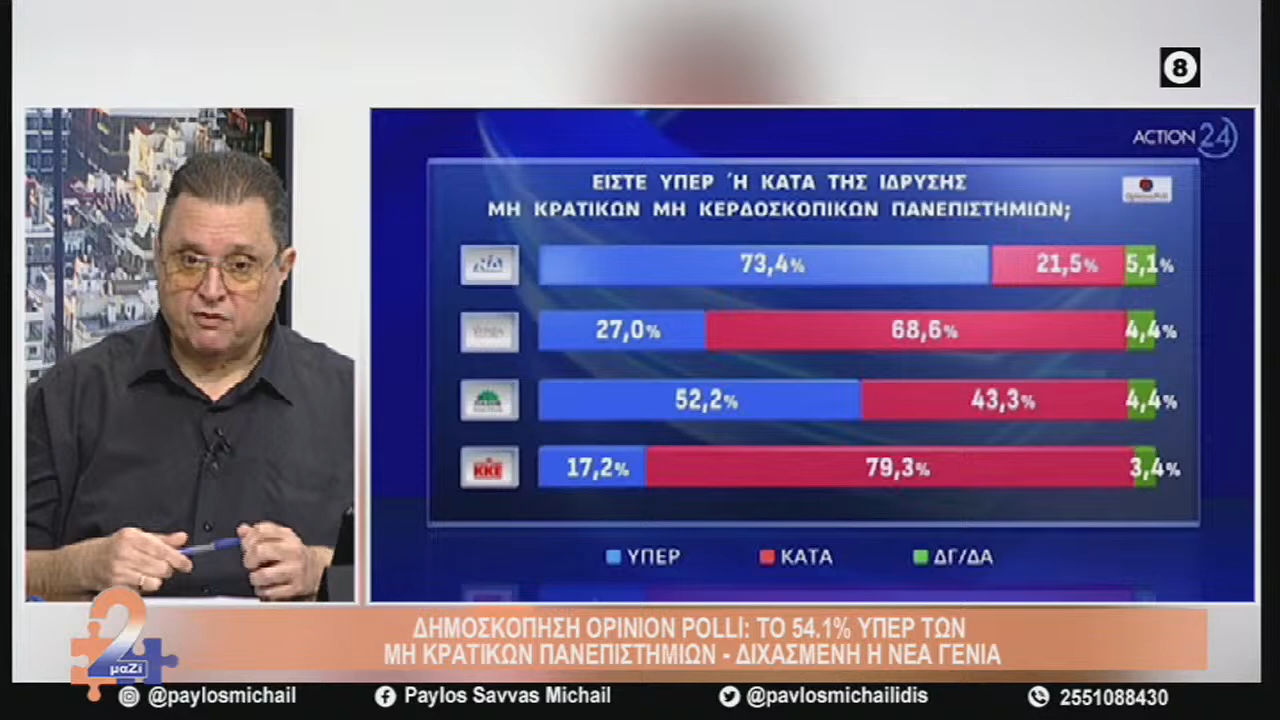 8
ACTION 24
ΕΙΣΤΕ ΥΠΕΡ Ή ΚΑΤΑ ΤΗΣ ΙΔΡΥΣΗΣ
ΜΗ ΚΡΑΤΙΚΩΝ ΜΗ ΚΕΡΔΟΣΚΟΠΙΚΩΝ ΠΑΝΕΠΙΣΤΗΜΙΩΝ;
73,4% 21,5% 5,1%
27,0% 68,6% 4,4%
52,2% 43,3% 4,4%
ΚΚΕ 17,2% 79,3% 3,4%
ΥΠΕΡ ΚΑΤΑ ΔΓ/ΔΑ
ΔΗΜΟΣΚΟΠΗΣΗ OPINION POLLI: ΤΟ 54.1% ΥΠΕΡ ΤΩΝ
ΜΗ ΚΡΑΤΙΚΩΝ ΠΑΝΕΠΙΣΤΗΜΙΩΝ - ΔΙΧΑΣΜΕΝΗ Η ΝΕΑ ΓΕΝΙΑ
2
μαΖί
@paylosmichail Paylos Savvas Michail @pavlosmichailidis 2551088430